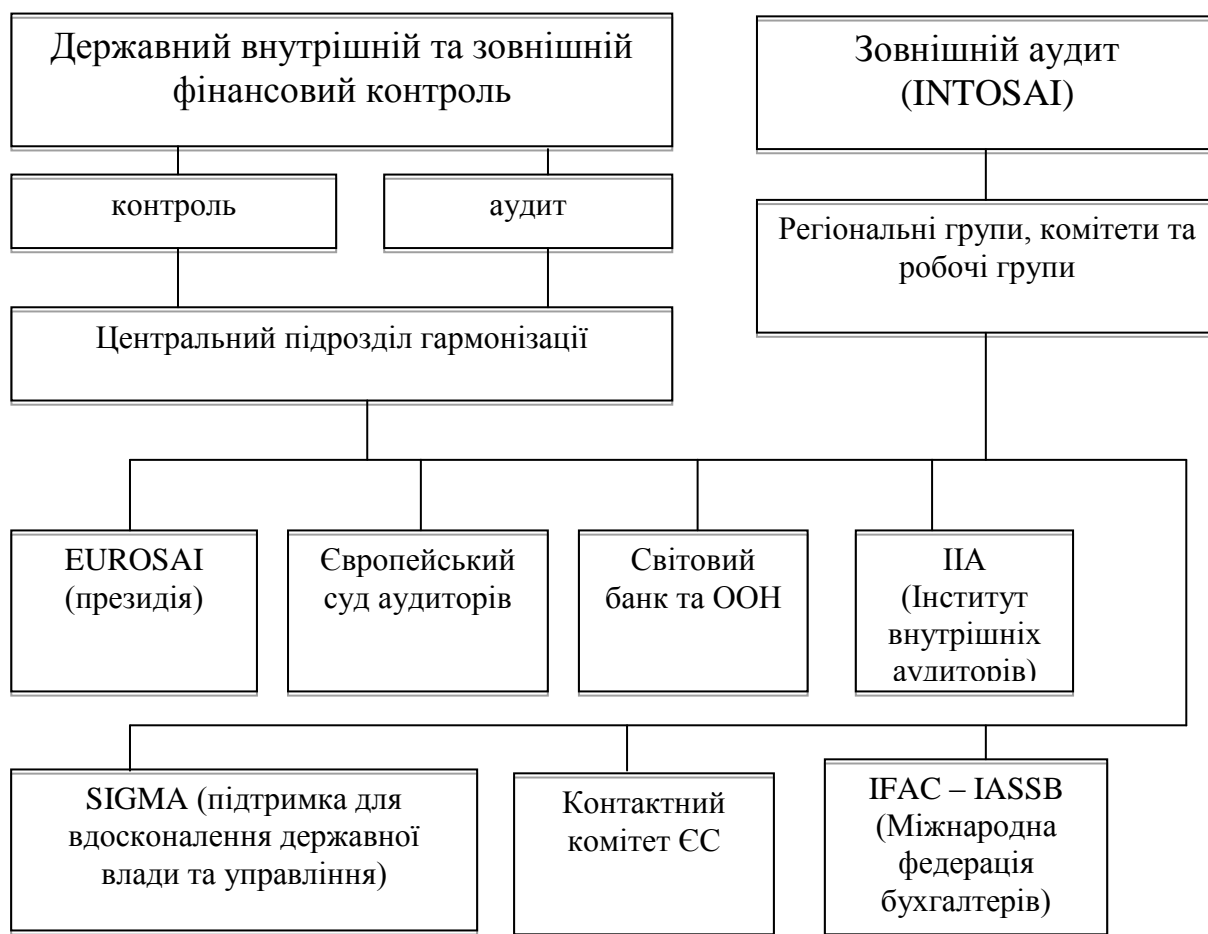 Державний внутрішній та зовнішній
фінансовий контроль
Зовнішній аудит
(INTOSAI)
контроль
аудит
Регіональні групи, комітети та
робочі групи
Центральний підрозділ гармонізації
EUROSAI
(президія)
Європейський
суд аудиторів
Світовий
банк та ООН
IIA
(Інститут
внутрішніх
аудиторів)
SIGMA (підтримка для
вдосконалення державної
влади та управління)
Контактний
комітет ЄС
IFAC – IASSB
(Міжнародна
федерація
бухгалтерів)